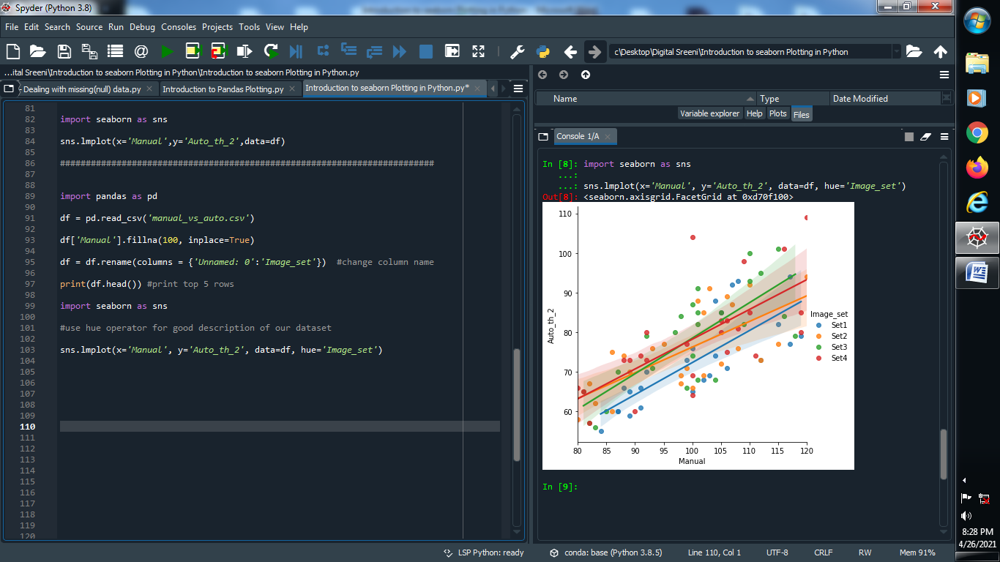 Spyder (Python 3.8)
File Edit Search Source Run Debug Consoles Projects Tools View Help
c\Desktop\Digital Sreeni\Introduction to seaborn Plotting in Python
...ital Sreeni\Introduction to seaborn Plotting in Python\Introduction to seaborn Plotting in Python.py
- Dealing with missing(null) data.py
Introduction to Pandas Plotting.py
Introduction to seaborn Plotting in Python.py*
81
82 import seaborn as sns
83
84 sns.lmplot(x='Manual',y='Auto_th_2',data=df)
85
86 #########################################################################
87
88
89 import pandas as pd
90
91 df = pd.read_csv('manual_vs_auto.csv')
92
93 df['Manual'].fillna(100, inplace=True)
94
95 df = df.rename(columns = {'Unnamed: 0':'Image_set'})  #change column name
96
97 print(df.head()) #print top 5 rows
98
99 import seaborn as sns
100
101 #use hue operator for good description of our dataset
102
103 sns.lmplot(x='Manual', y='Auto_th_2', data=df, hue='Image_set')
104
105
106
107
108
109
110
111
112
113
114
115
116
117
118
119
120
Name Type Date Modified
Variable explorer Help Plots Files
Console 1/A
In [8]: import seaborn as sns
...:
...: sns.lmplot(x='Manual', y='Auto_th_2', data=df, hue='Image_set')
Out[8]: <seaborn.axisgrid.FacetGrid at 0xd70f100>
110
100
90
80
70
60
Auto_th_2
80 85 90 95 100 105 110 115 120
Manual
Image_set
Set1
Set2
Set3
Set4
In [9]:
LSP Python: ready
conda: base (Python 3.8.5)
Line 110, Col 1
UTF-8
CRLF
RW
Mem 91%
8:28 PM
4/26/2021